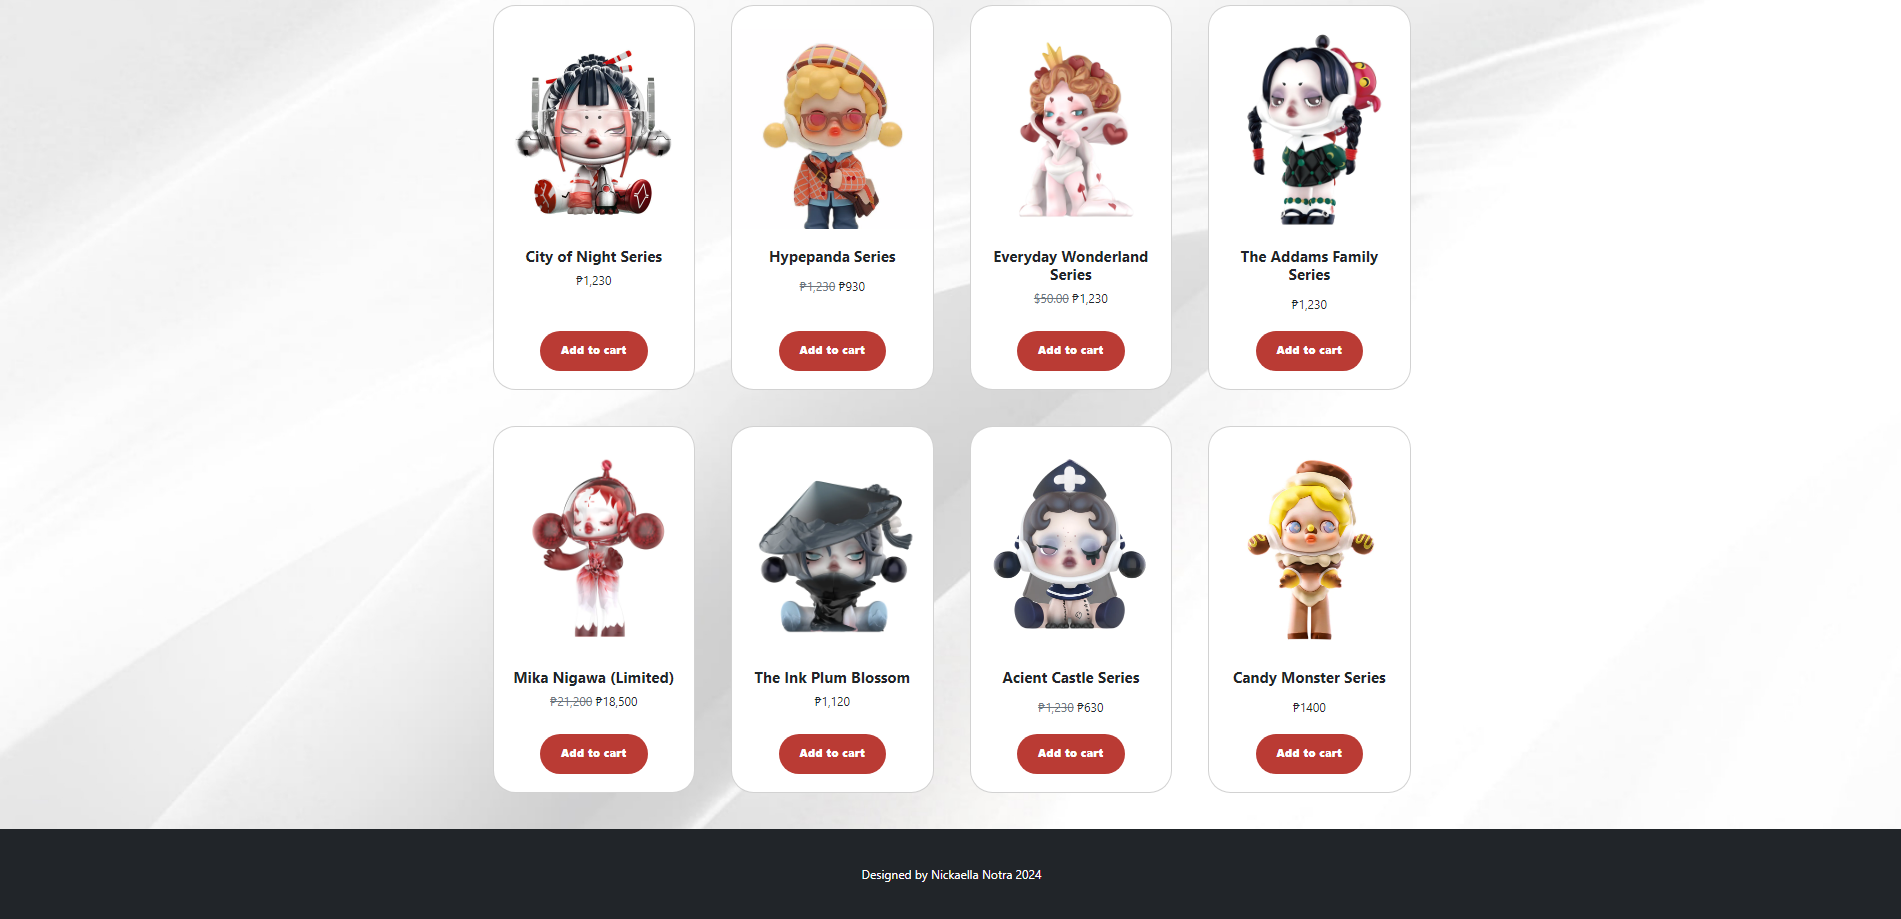 City of Night Series
₱1,230
Add to cart
Hypepanda Series
₱1,230 ₱930
Add to cart
Everyday Wonderland
Series
$50.00 ₱1,230
Add to cart
The Addams Family
Series
₱1,230
Add to cart
Mika Nigawa (Limited)
₱21,200 ₱18,500
Add to cart
The Ink Plum Blossom
₱1,120
Add to cart
Acient Castle Series
₱1,230 ₱630
Add to cart
Candy Monster Series
₱1400
Add to cart
Designed by Nickaella Notra 2024